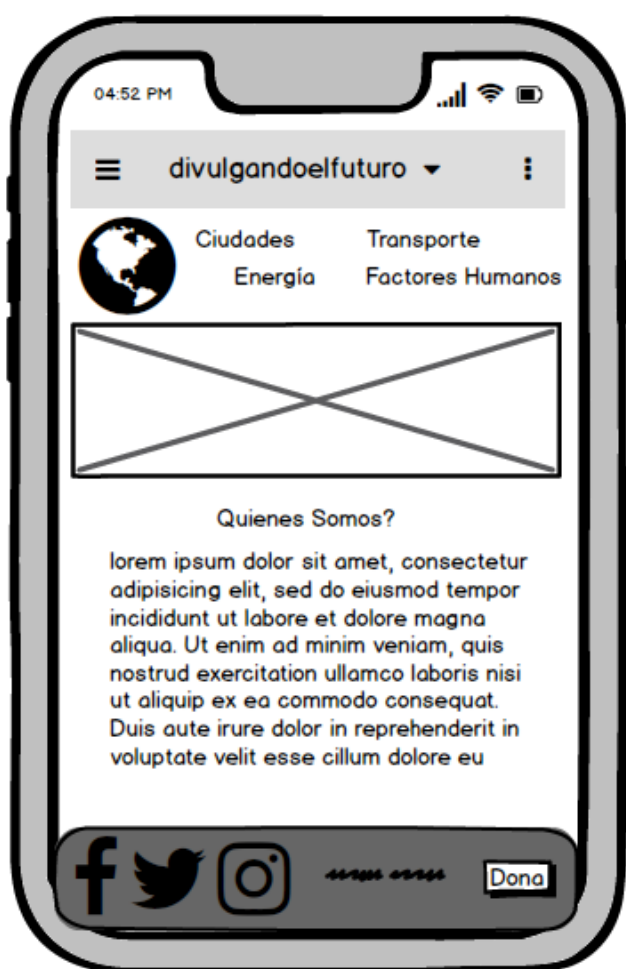 04:52 PM
divulgandoelfuturo
Ciudades Transporte
Energía Factores Humanos
Quienes Somos?
lorem ipsum dolor sit amet, consectetur
adipisicing elit, sed do eiusmod tempor
incididunt ut labore et dolore magna
aliqua. Ut enim ad minim veniam, quis
nostrud exercitation ullamco laboris nisi
ut aliquip ex ea commodo consequat.
Duis aute irure dolor in reprehenderit in
voluptate velit esse cillum dolore eu
Dona